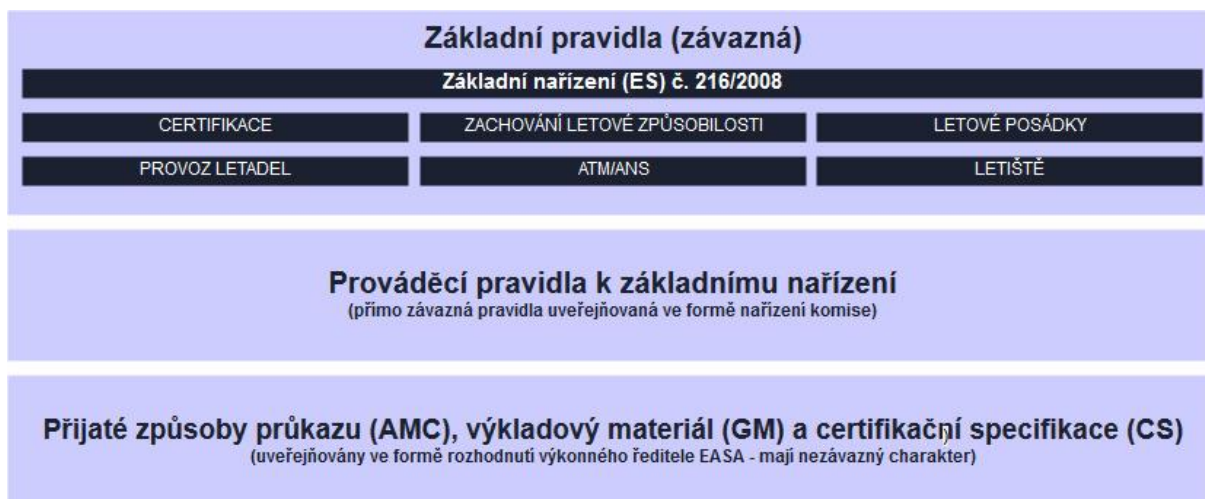 Základní pravidla (závazná)
Základní nařízení (ES) č. 216/2008
CERTIFIKACE ZACHOVÁNÍ LETOVÉ ZPŮSOBILOSTI LETOVÉ POSÁDKY
PROVOZ LETADEL ATM/ANS LETIŠTĚ
Prováděcí pravidla k základnímu nařízení
(přímo závazná pravidla uveřejňovaná ve formě nařízení komise)
Přijaté způsoby průkazu (AMC), výkladový materiál (GM) a certifikační specifikace (CS)
(uveřejňovány ve formě rozhodnutí výkonného ředitele EASA - mají nezávazný charakter)